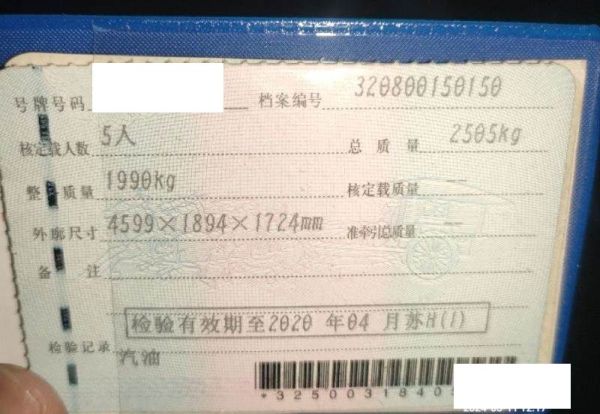 号牌号码 档案编号 320800150150
核定载人数 5人 总质量 2505kg
整备质量 1990kg 核定载质量 --
外廓尺寸 4599×1894×1724mm 准牵引总质量 --
备注
检验有效期至2020 年04 月苏H(1)
检验记录
汽油
*3250031840